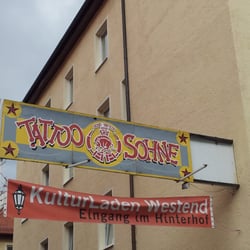 TATTOO SÖHNE
KulturLaden Westend
Eingang im Hinterhof